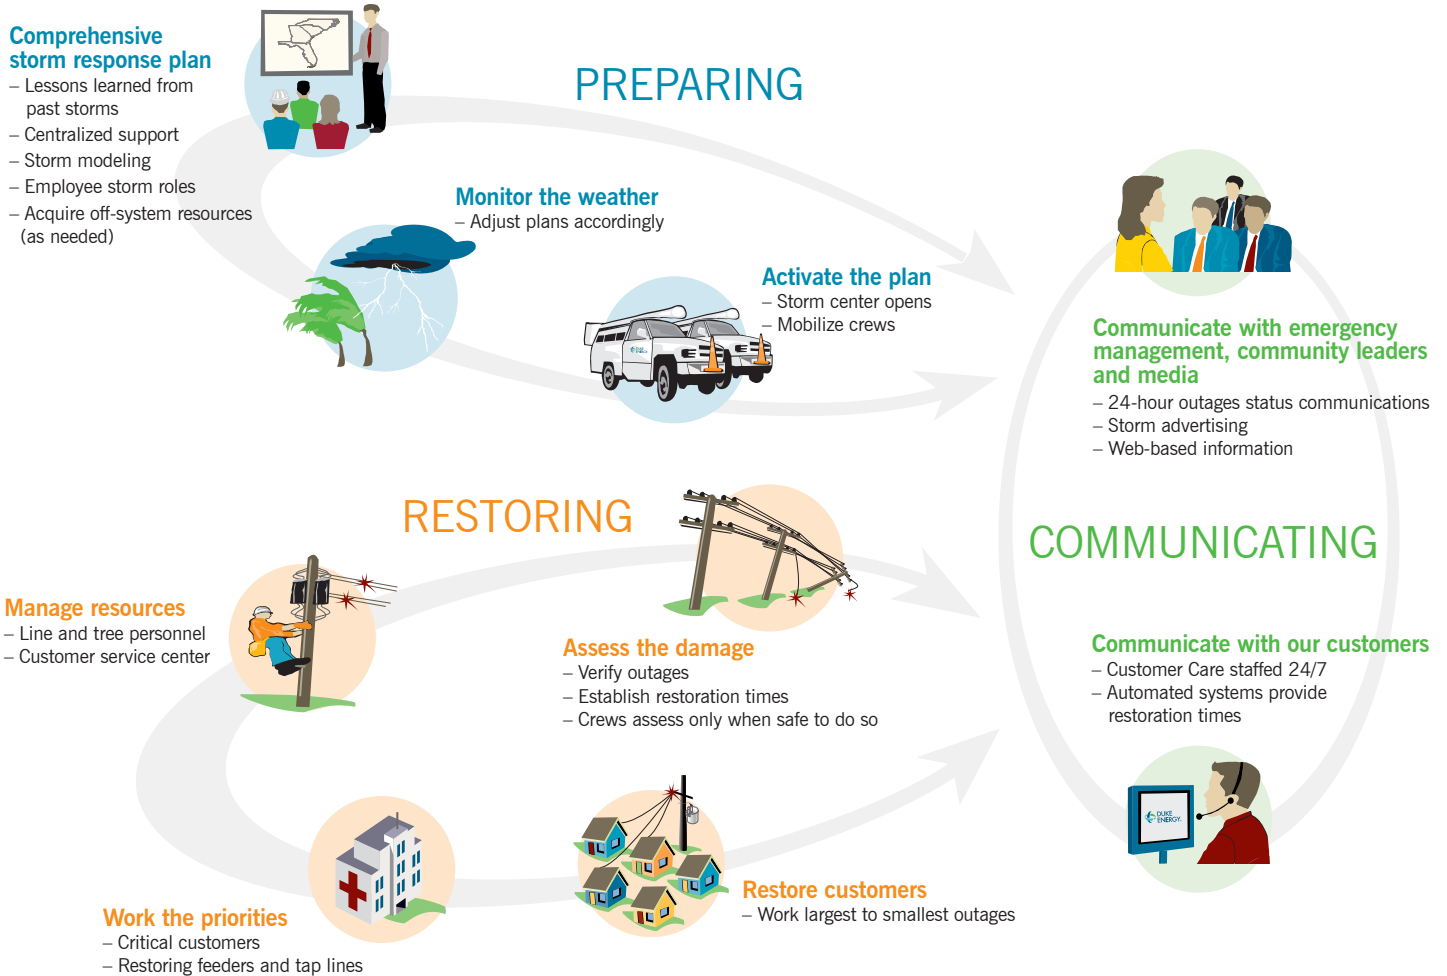 PREPARING
Comprehensive
storm response plan
– Lessons learned from
past storms
– Centralized support
– Storm modeling
– Employee storm roles
– Acquire off-system resources
(as needed)
Monitor the weather
– Adjust plans accordingly
Activate the plan
– Storm center opens
– Mobilize crews
DUKE
ENERGY
RESTORING
Manage resources
– Line and tree personnel
– Customer service center
Assess the damage
– Verify outages
– Establish restoration times
– Crews assess only when safe to do so
Work the priorities
– Critical customers
– Restoring feeders and tap lines
Restore customers
– Work largest to smallest outages
Communicate with emergency
management, community leaders
and media
– 24-hour outages status communications
– Storm advertising
– Web-based information
COMMUNICATING
Communicate with our customers
– Customer Care staffed 24/7
– Automated systems provide
restoration times
DUKE
ENERGY.